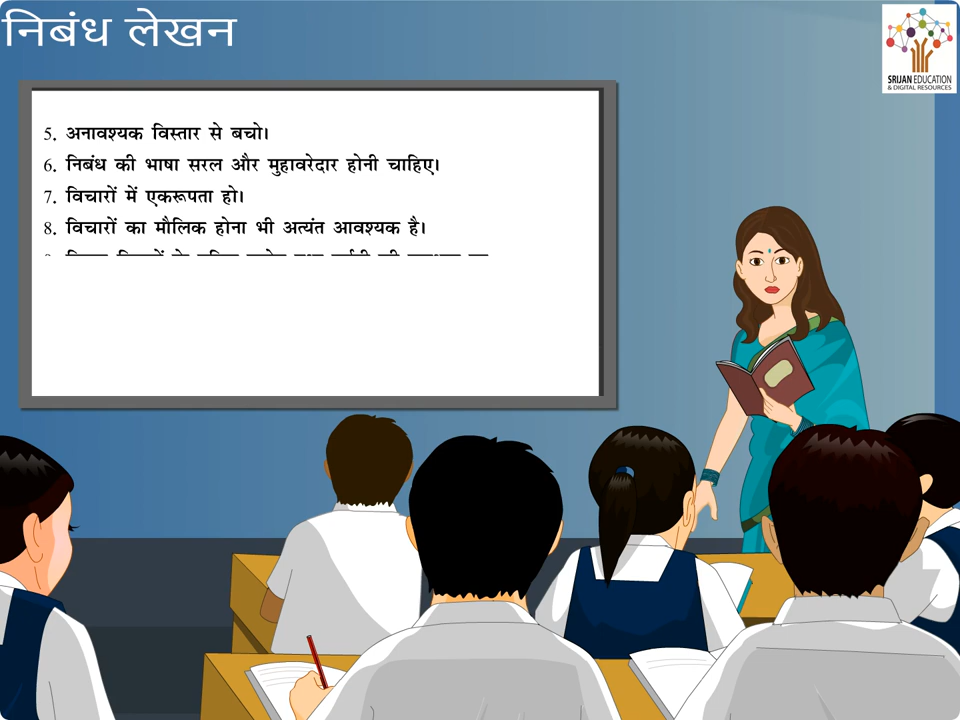 निबंध लेखन
SRIJAN EDUCATION
& DIGITAL RESOURCES
5. अनावश्यक विस्तार से बचो।
6. निबंध की भाषा सरल और मुहावरेदार होनी चाहिए।
7. विचारों में एकरूपता हो।
8. विचारों का मौलिक होना भी अत्यंत आवश्यक है।